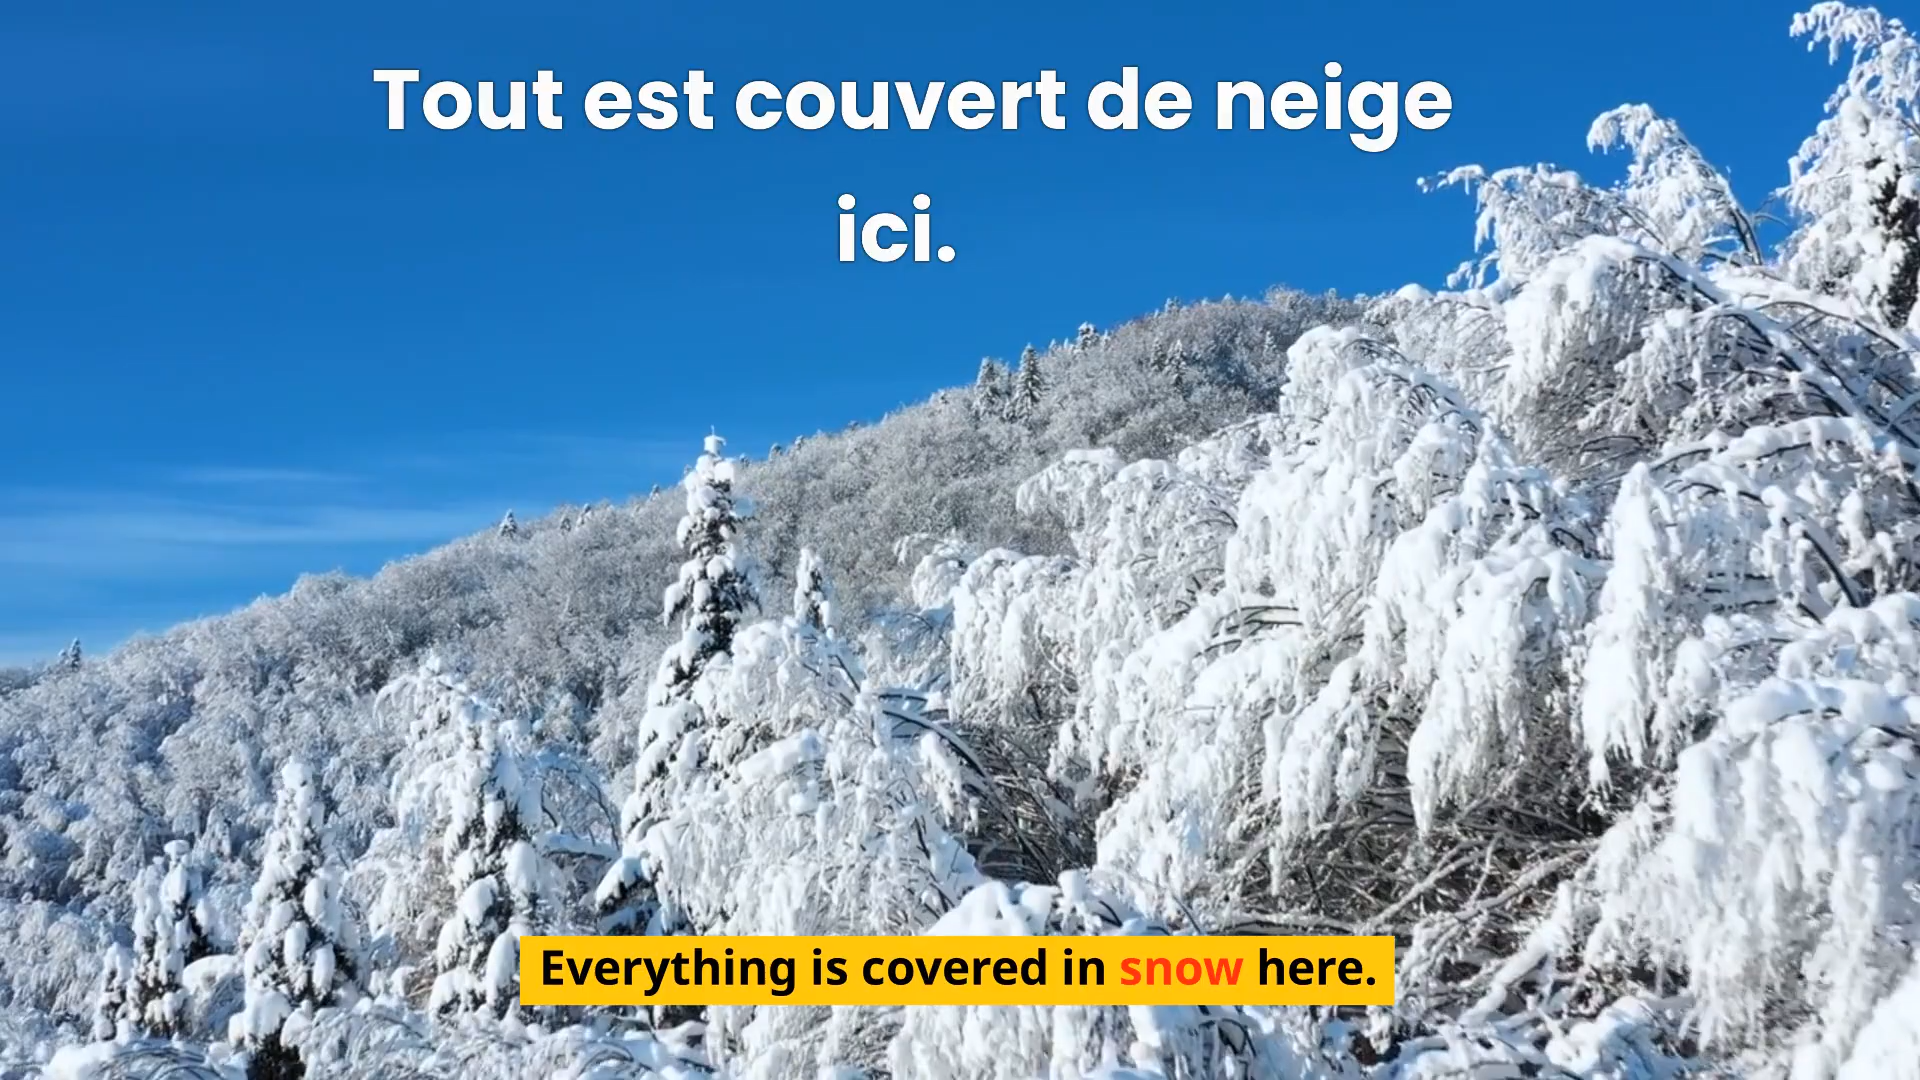 Tout est couvert de neige
ici.
Everything is covered in snow here.